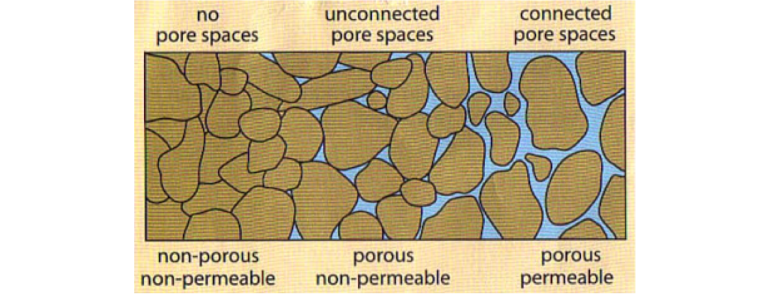 no
pore spaces
unconnected
pore spaces
connected
pore spaces
non-porous
non-permeable
porous
non-permeable
porous
permeable